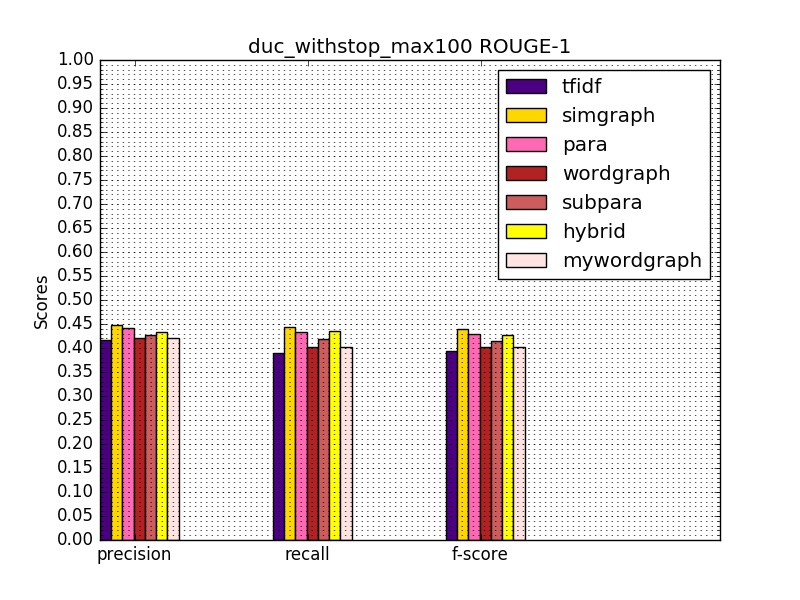 duc_withstop_max100 ROUGE-1
1.00
0.95
0.90
0.85
0.80
0.75
0.70
0.65
0.60
0.55
0.50
0.45
0.40
0.35
0.30
0.25
0.20
0.15
0.10
0.05
0.00
Scores
tfidf
simgraph
para
wordgraph
subpara
hybrid
mywordgraph
precision
recall
f-score